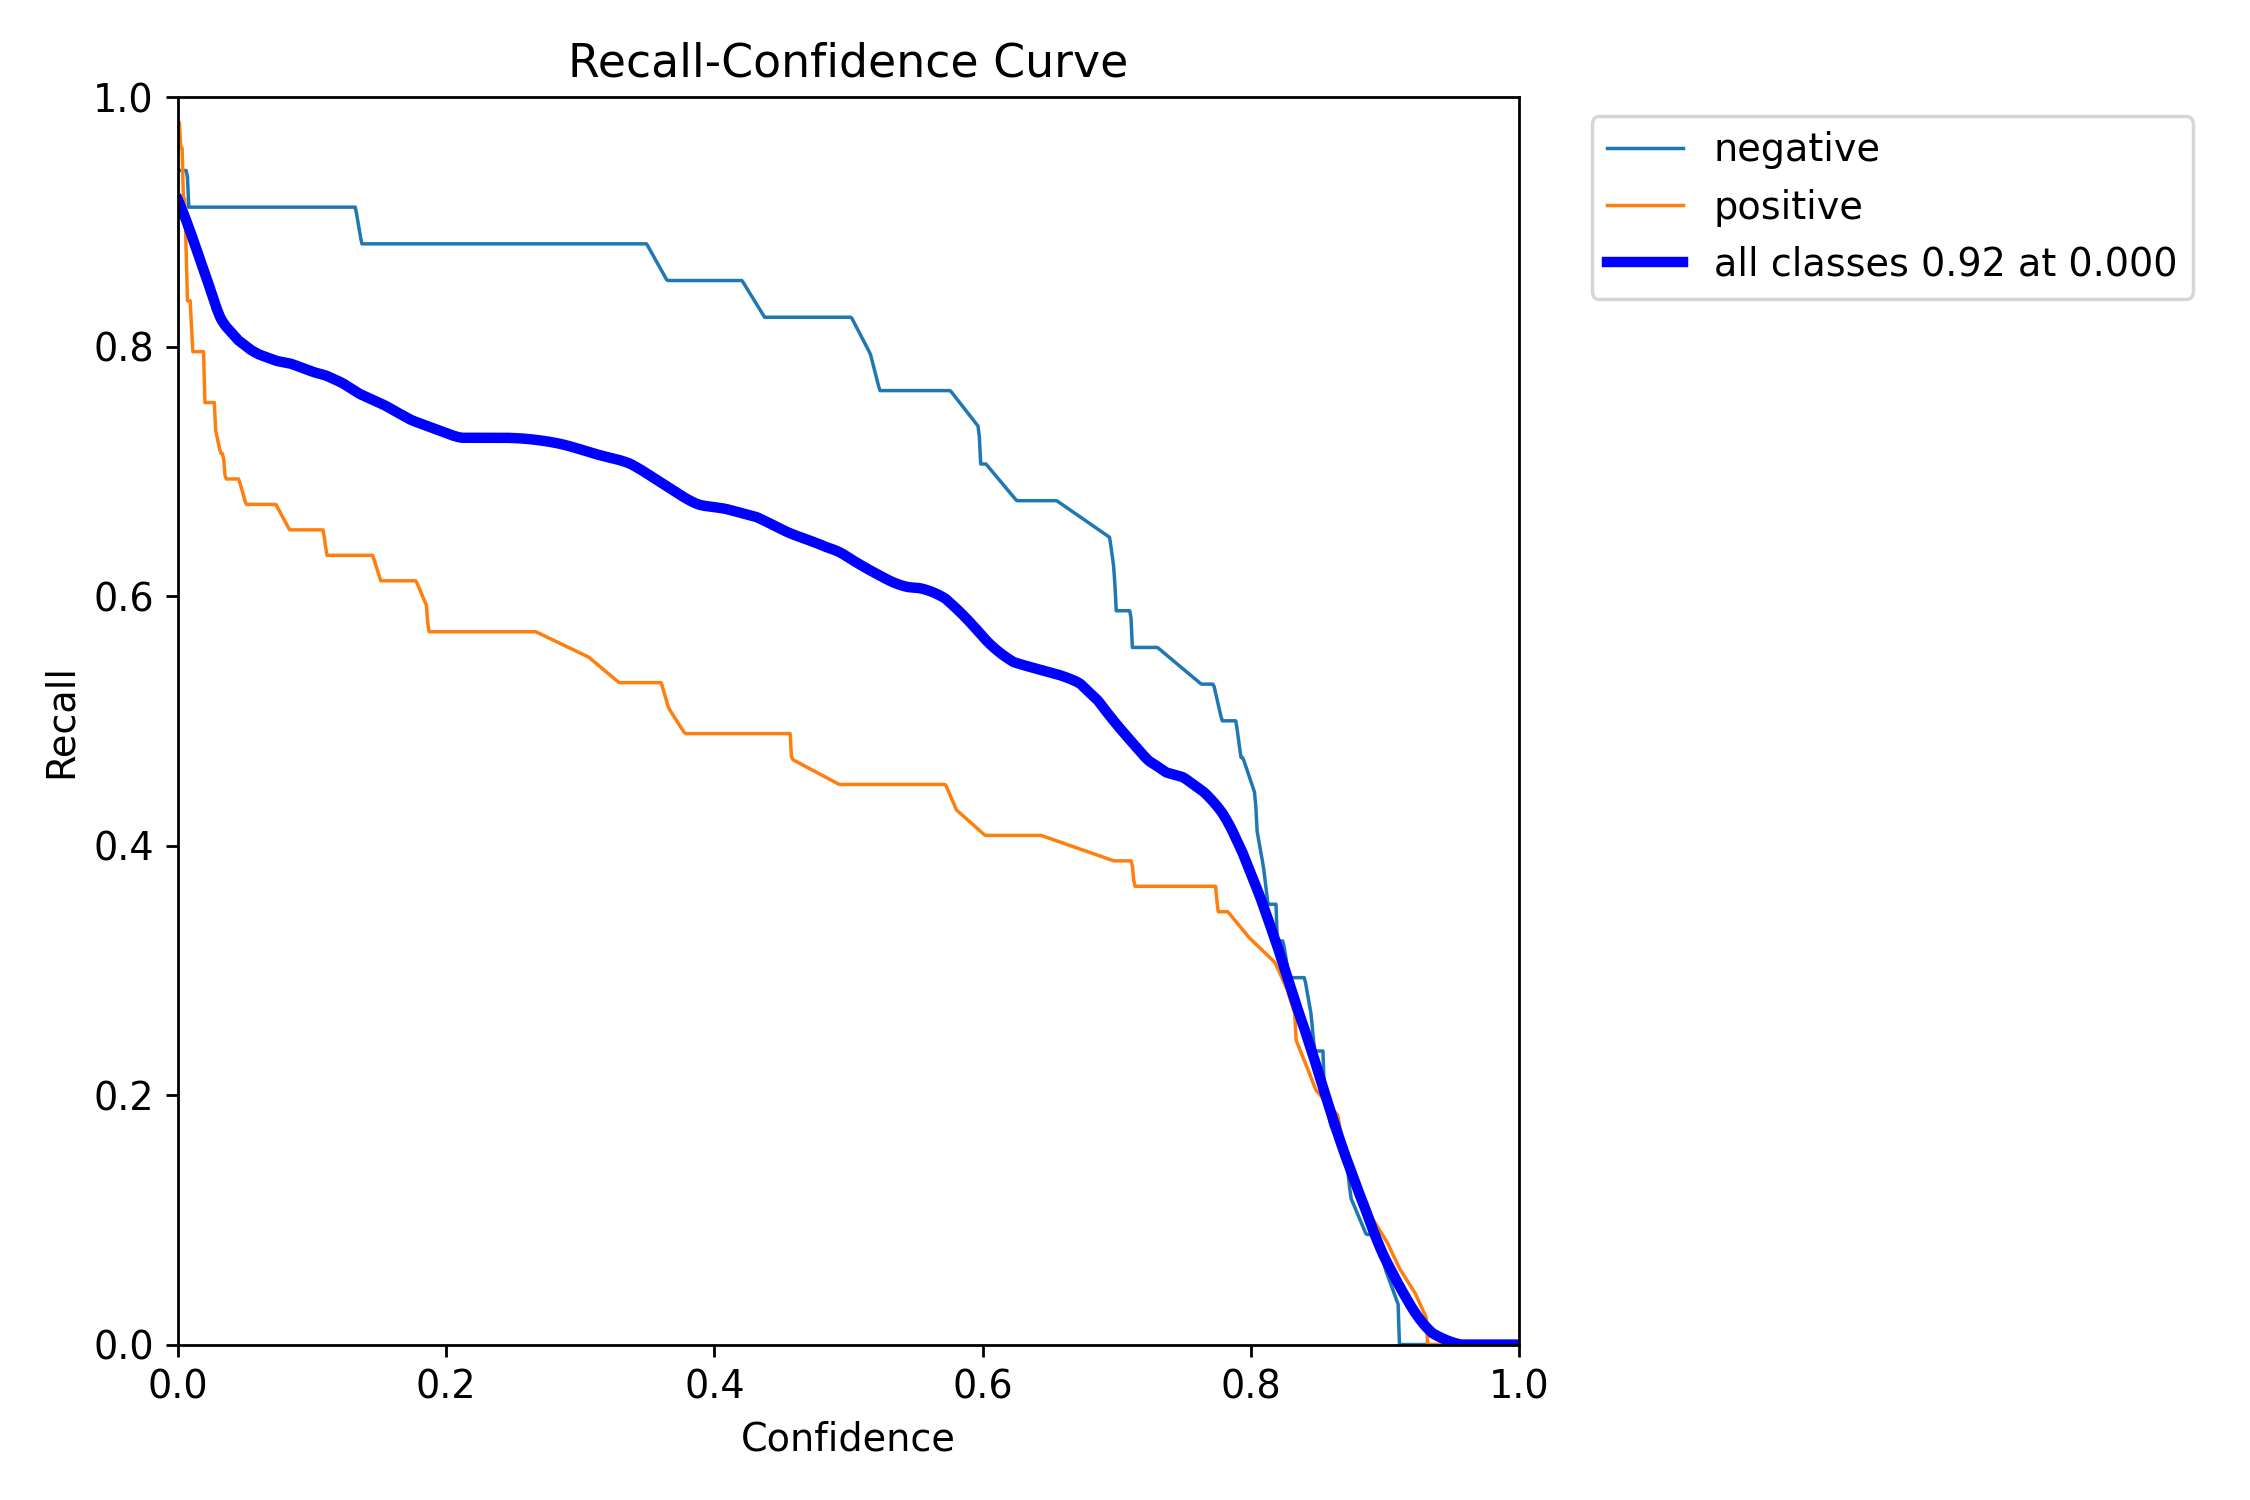 Recall-Confidence Curve
1.0
0.8
0.6
0.4
0.2
0.0
Recall
0.0 0.2 0.4 0.6 0.8 1.0
Confidence
negative
positive
all classes 0.92 at 0.000